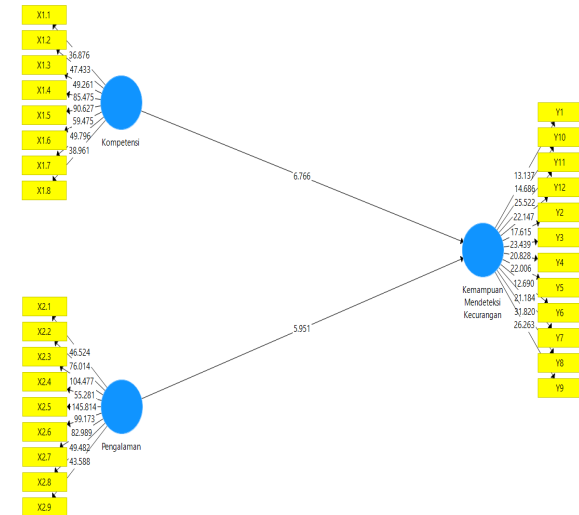 X1.1
X1.2
X1.3
X1.4
X1.5
X1.6
X1.7
X1.8
36.876
47.433
49.261
85.475
90.627
59.475
49.796
38.961
Kompetensi
6.766
X2.1
X2.2
X2.3
X2.4
X2.5
X2.6
X2.7
X2.8
X2.9
46.524
76.014
104.477
55.281
145.814
99.173
82.989
49.482
43.588
Pengalaman
5.951
Kemampuan
Mendeteksi
Kecurangan
13.137
14.686
25.522
22.147
17.615
23.439
20.828
22.006
12.690
21.184
31.820
26.263
Y1
Y10
Y11
Y12
Y2
Y3
Y4
Y5
Y6
Y7
Y8
Y9